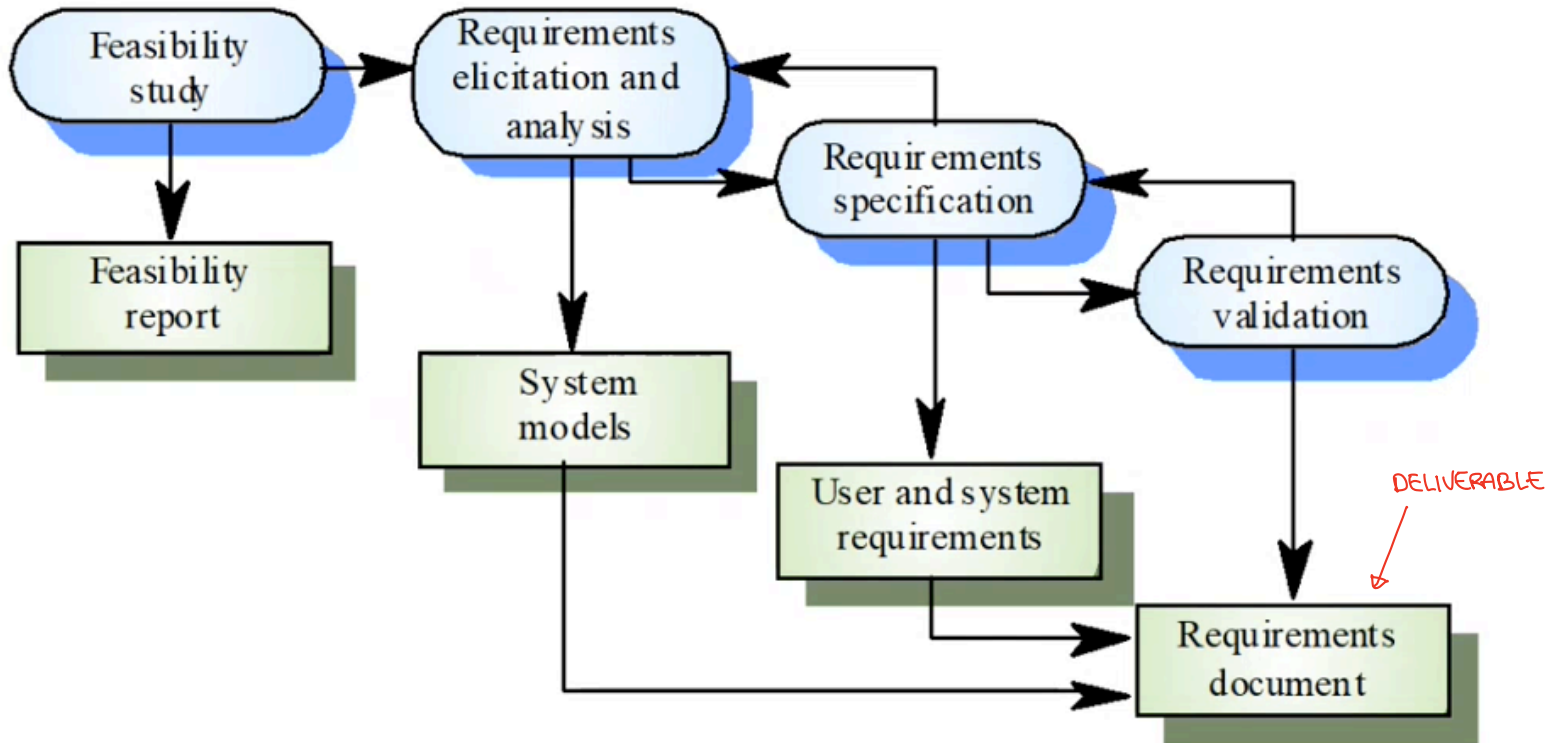 Feasibility
study
Requirements
elicitation and
analysis
Requirements
specification
Requirements
validation
Feasibility
report
System
models
User and system
requirements
DELIVERABLE
Requirements
document